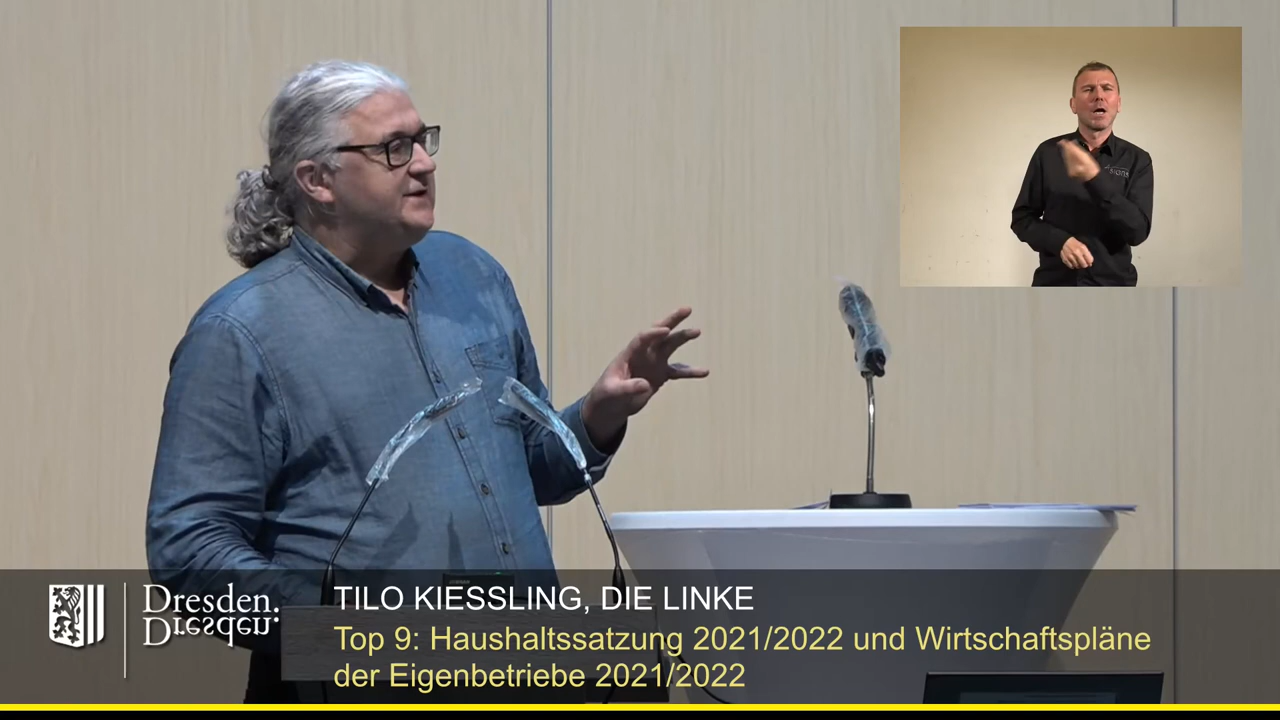 TILO KIESSLING, DIE LINKE
Dresden.
Dresden.
Top 9: Haushaltssatzung 2021/2022 und Wirtschaftspläne
der Eigenbetriebe 2021/2022